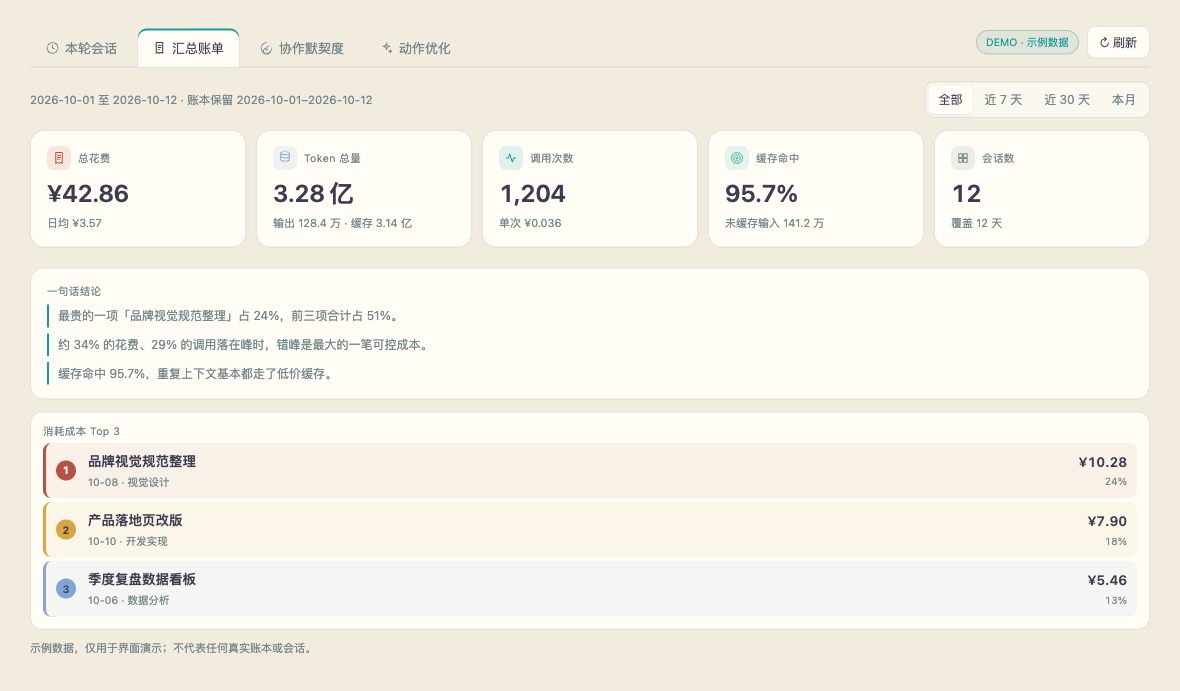 本轮会话
汇总账单
协作默契度
动作优化
DEMO · 示例数据
刷新
2026-10-01 至 2026-10-12 · 账本保留 2026-10-01–2026-10-12
全部
近 7 天
近 30 天
本月
总花费
¥42.86
日均 ¥3.57
Token 总量
3.28 亿
输出 128.4 万 · 缓存 3.14 亿
调用次数
1,204
单次 ¥0.036
缓存命中
95.7%
未缓存输入 141.2 万
会话数
12
覆盖 12 天
一句话结论
最贵的一项「品牌视觉规范整理」占 24%，前三项合计占 51%。
约 34% 的花费、29% 的调用落在峰时，错峰是最大的一笔可控成本。
缓存命中 95.7%，重复上下文基本都走了低价缓存。
消耗成本 Top 3
1
品牌视觉规范整理
10-08 · 视觉设计
¥10.28
24%
2
产品落地页改版
10-10 · 开发实现
¥7.90
18%
3
季度复盘数据看板
10-06 · 数据分析
¥5.46
13%
示例数据，仅用于界面演示；不代表任何真实账本或会话。